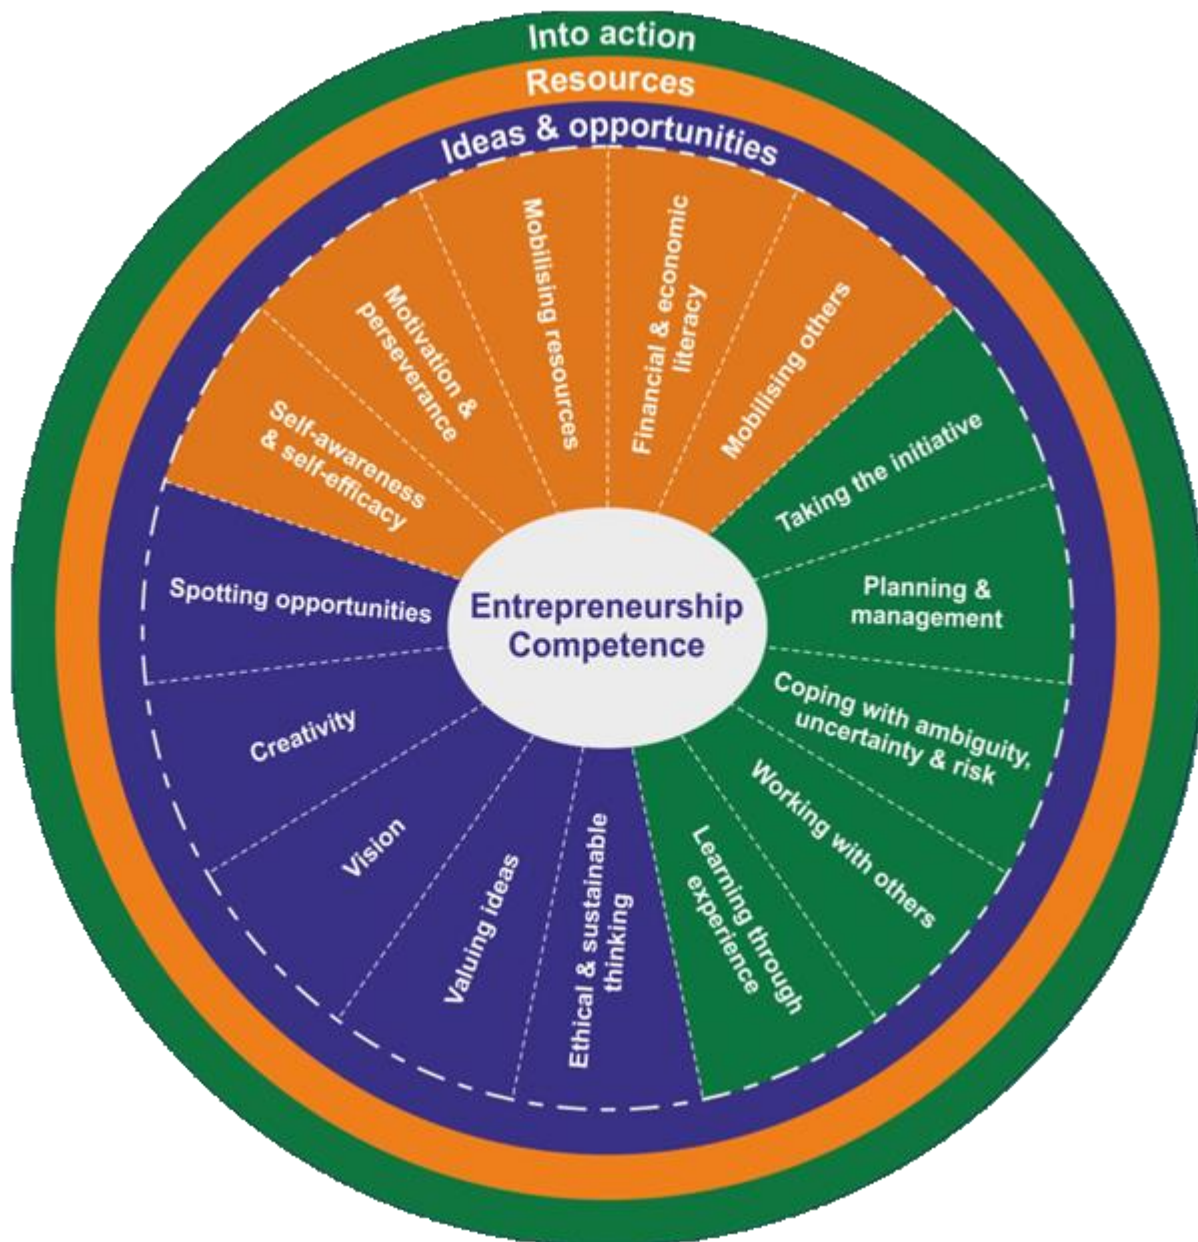 Into action
Resources
Ideas & opportunities
Mobilising resources
Financial & economic
literacy
Mobilising others
Taking the initiative
Planning &
management
Coping with ambiguity,
uncertainty & risk
Working with others
Learning through
experience
Ethical & sustainable
thinking
Valuing ideas
Vision
Creativity
Spotting opportunities
Self-awareness
& self-efficacy
Motivation &
perseverance
Entrepreneurship
Competence